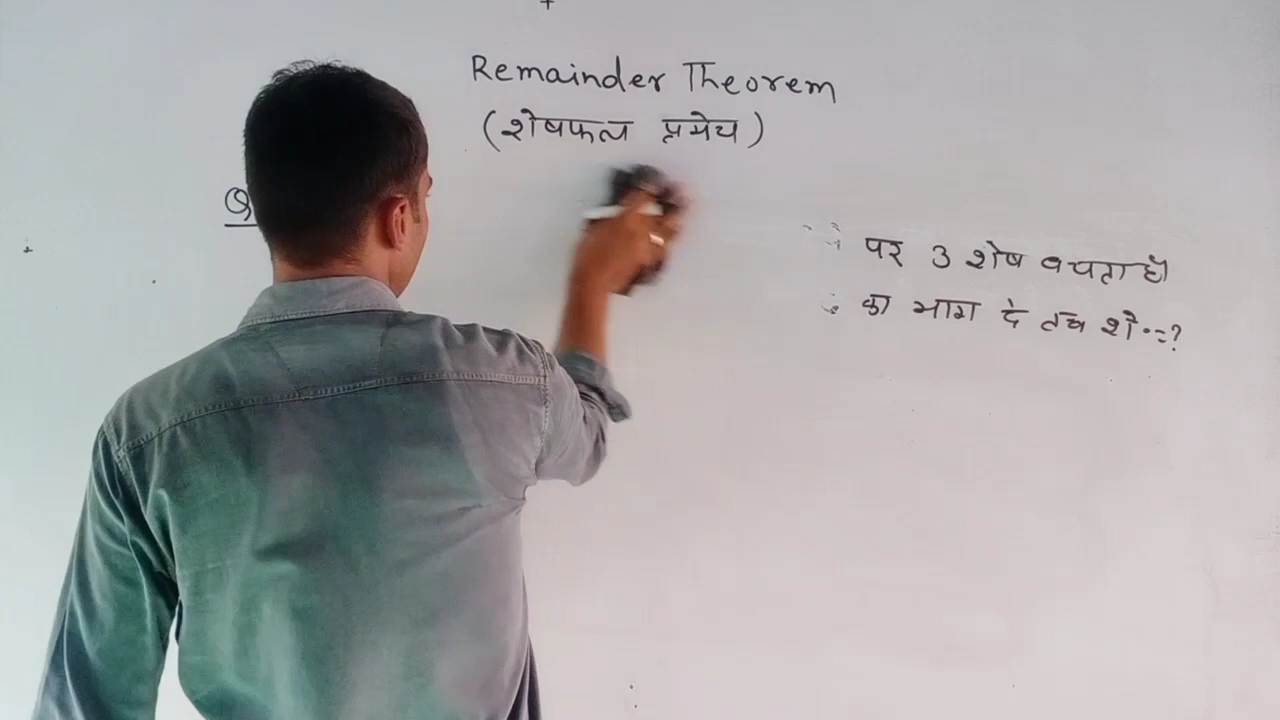 Remainder Theorem
(शेषफल प्रमेय)
Q
पर 3 शेष बचता है।
का भाग दे तब शे॰-=?